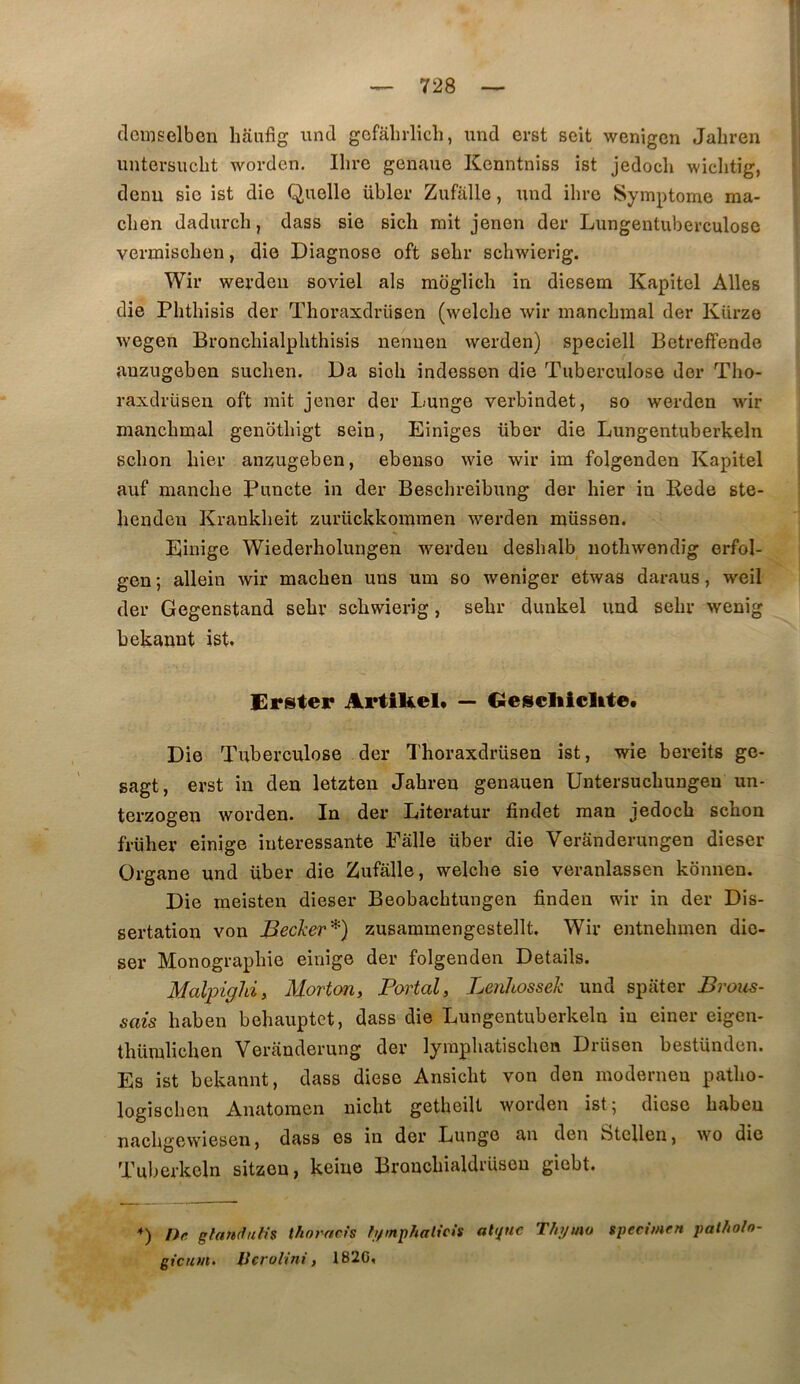 — 728 —
demselben häufig und gefährlich, und erst seit wenigen Jahren
untersucht worden. Ihre genaue Kenntniss ist jedoch wichtig,
denn sie ist die Quelle übler Zufälle, und ihre Symptome ma-
chen dadurch, dass sie sich mit jenen der Lungentuberculose
vermischen, die Diagnose oft sehr schwierig.
Wir werden soviel als möglich in diesem Kapitel Alles
die Phthisis der Thoraxdrüsen (welche wir manchmal der Kürze
wegen Bronchialphthisis nennen werden) speciell Betreffende
anzugeben suchen. Da sich indessen die Tuberculose der Tho-
raxdrüsen oft mit jener der Lunge verbindet, so werden wir
manchmal genöthigt sein, Einiges über die Lungentuberkeln
schon hier anzugeben, ebenso wie wir im folgenden Kapitel
auf manche Puncte in der Beschreibung der hier in Rede ste-
henden Krankheit zurückkommen werden müssen.
Einige Wiederholungen werden deshalb nothwendig erfol-
gen; allein wir machen uns um so weniger etwas daraus, weil
der Gegenstand sehr schwierig, sehr dunkel und sehr wenig
bekannt ist.
Erster Artikel. — Geschichte.
Die Tuberculose der Thoraxdrüsen ist, wie bereits ge-
sagt, erst in den letzten Jahren genauen Untersuchungen un-
terzogen worden. In der Literatur findet man jedoch schon
früher einige interessante Fälle über die Veränderungen dieser
Organe und über die Zufälle, welche sie veranlassen können.
Die meisten dieser Beobachtungen finden wir in der Dis-
sertation von Becker*) zusammengestellt. Wir entnehmen die-
ser Monographie einige der folgenden Details.
Malpighi, Morton, Portal, Lenhossek und später Brous-
sais haben behauptet, dass die Lungentuberkeln in einer eigen-
thümlichen Veränderung der lymphatischen Drüsen bestünden.
Es ist bekannt, dass diese Ansicht von den modernen patho-
logischen Anatomen nicht getheilt worden ist; diese haben
nachgewiesen, dass es in der Lunge an den Stellen, wo die
Tuberkeln sitzen, keine Bronchialdrüsen giebt.
*) De glandulis thoracis lymphaticis atque Thymo specimen patholo-
gicum. Berolini, 1826.